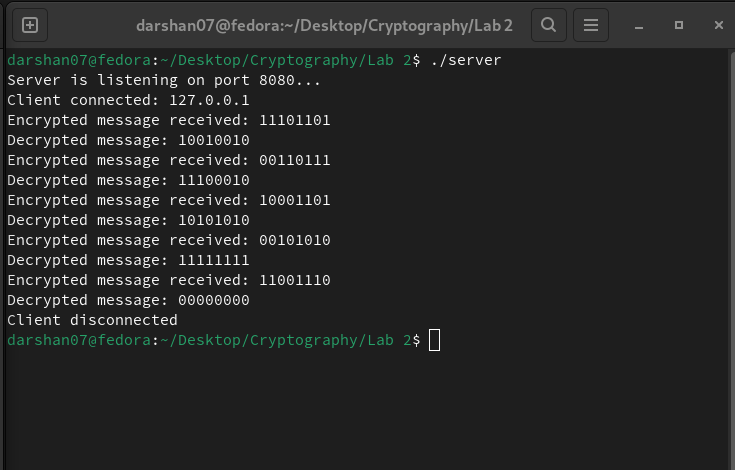 darshan07@fedora:~/Desktop/Cryptography/Lab 2
darshan07@fedora:~/Desktop/Cryptography/Lab 2$ ./server
Server is listening on port 8080...
Client connected: 127.0.0.1
Encrypted message received: 11101101
Decrypted message: 10010010
Encrypted message received: 00110111
Decrypted message: 11100010
Encrypted message received: 10001101
Decrypted message: 10101010
Encrypted message received: 00101010
Decrypted message: 11111111
Encrypted message received: 11001110
Decrypted message: 00000000
Client disconnected
darshan07@fedora:~/Desktop/Cryptography/Lab 2$